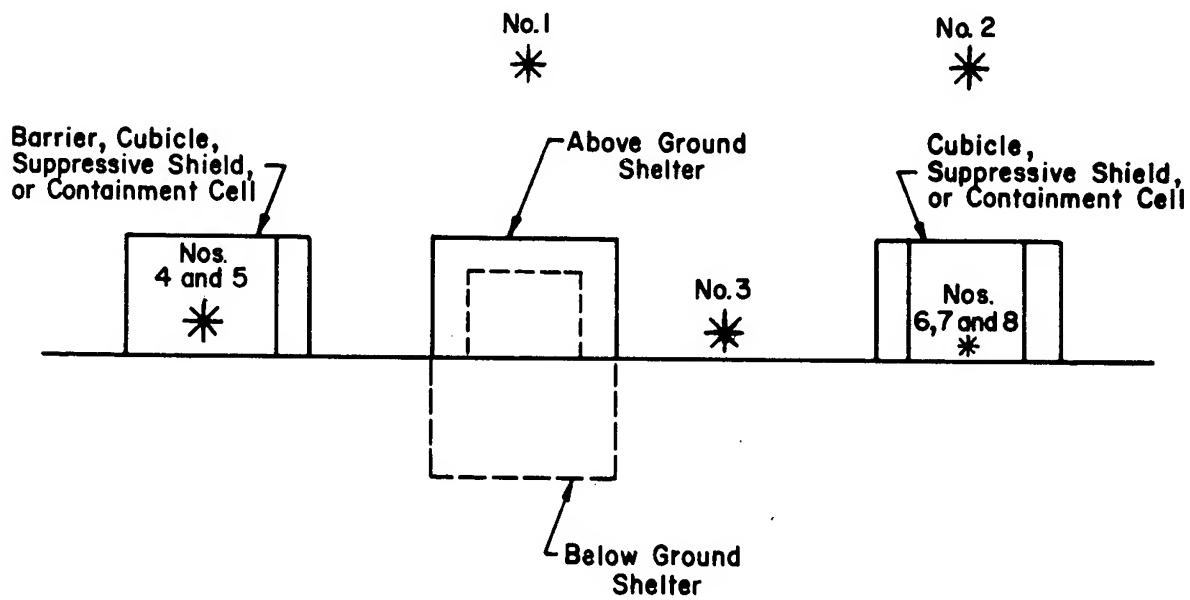 No. 1
No. 2
Barrier, Cubicle,
Suppressive Shield,
or Containment Cell
Above Ground
Shelter
Cubicle,
Suppressive Shield,
or Containment Cell
Nos.
4 and 5
No. 3
Nos.
6,7 and 8
Below Ground
Shelter